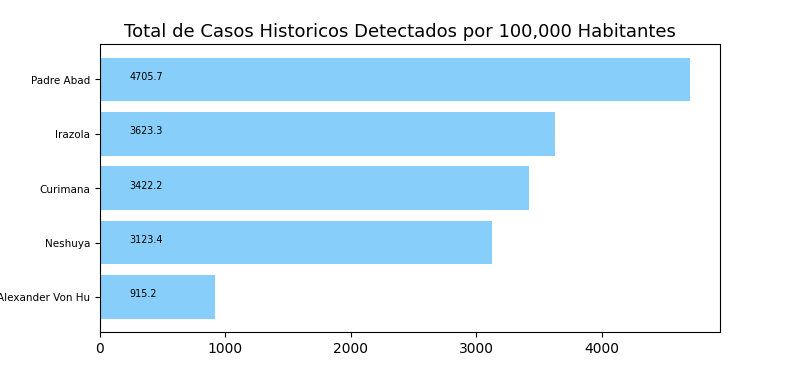 Total de Casos Historicos Detectados por 100,000 Habitantes
Padre Abad 4705.7
Irazola 3623.3
Curimana 3422.2
Neshuya 3123.4
Alexander Von Hu 915.2
0 1000 2000 3000 4000